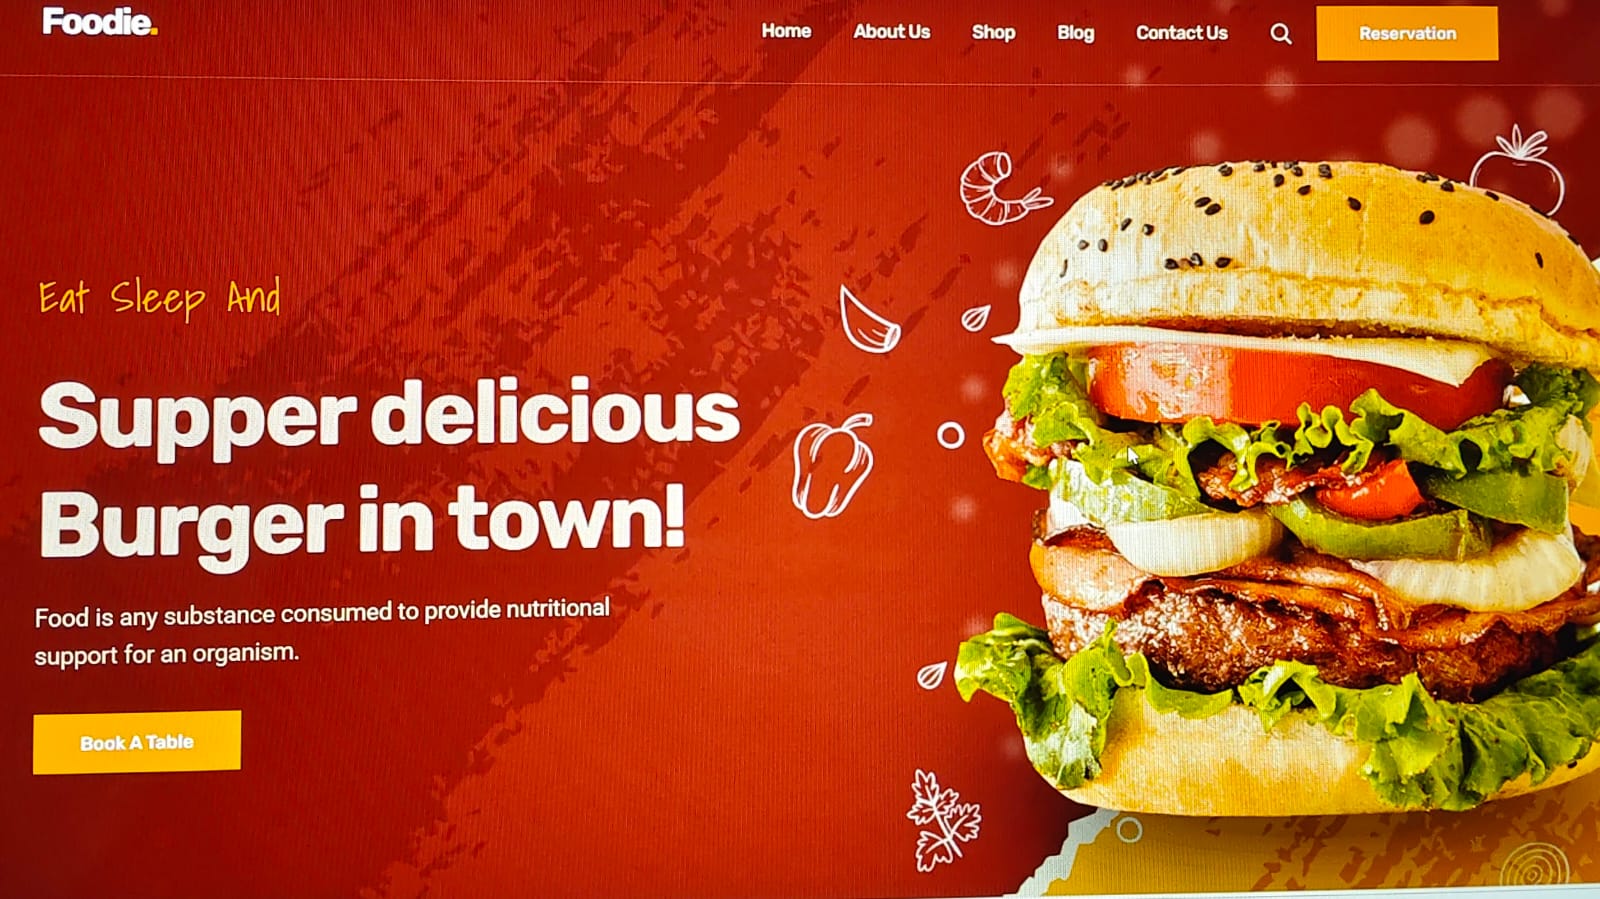 Foodie.
Home About Us Shop Blog Contact Us Reservation
Eat Sleep And
Supper delicious
Burger in town!
Food is any substance consumed to provide nutritional
support for an organism.
Book A Table